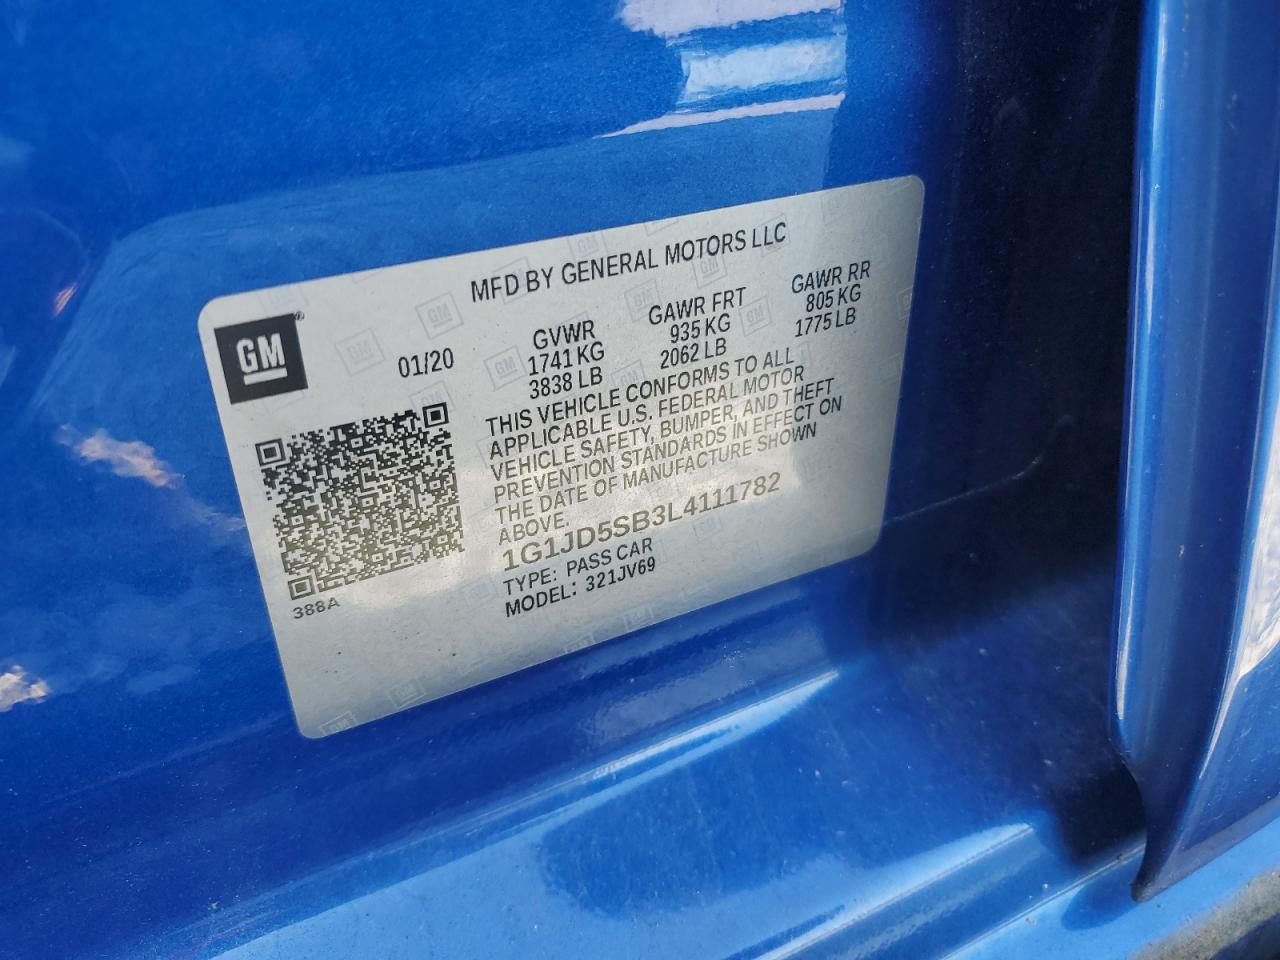 MFD BY GENERAL MOTORS LLC
GM®
01/20
GVWR
1741 KG
3838 LB
GAWR FRT
935 KG
2062 LB
GAWR RR
805 KG
1775 LB
THIS VEHICLE CONFORMS TO ALL
APPLICABLE U.S. FEDERAL MOTOR
VEHICLE SAFETY, BUMPER, AND THEFT
PREVENTION STANDARDS IN EFFECT ON
THE DATE OF MANUFACTURE SHOWN
ABOVE.
1G1JD5SB3L4111782
TYPE: PASS CAR
MODEL: 321JV69
388A